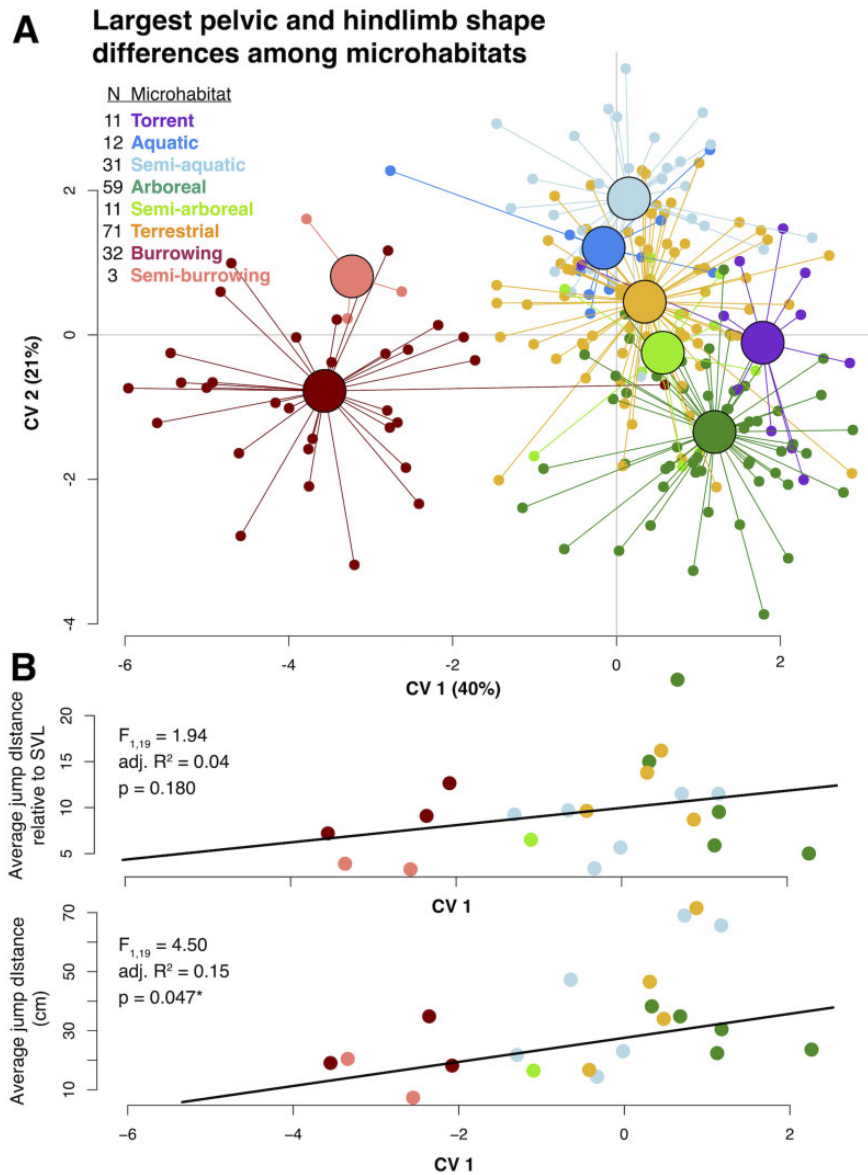 A
Largest pelvic and hindlimb shape
differences among microhabitats
N Microhabitat
11 Torrent
12 Aquatic
31 Semi-aquatic
59 Arboreal
11 Semi-arboreal
71 Terrestrial
32 Burrowing
3 Semi-burrowing
CV 2 (21%)
2
0
-2
-4
-6 -4 -2 0 2
CV 1 (40%)
B
Average jump distance
relative to SVL
20
15
10
5
F1,19 = 1.94
adj. R² = 0.04
p = 0.180
CV 1
Average jump distance
(cm)
70
50
30
10
F1,19 = 4.50
adj. R² = 0.15
p = 0.047*
-6 -4 -2 0 2
CV 1